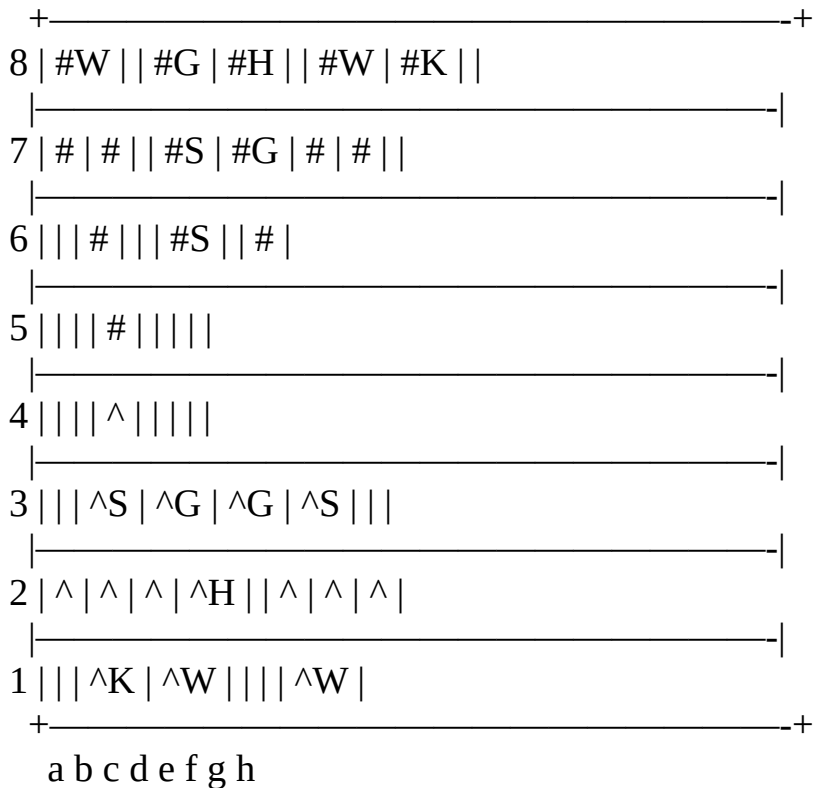 +——————————————————-+
8 | #W | | #G | #H | | #W | #K | |
|——————————————————-|
7 | # | # | | #S | #G | # | # | |
|——————————————————-|
6 | | | # | | | #S | | # |
|——————————————————-|
5 | | | | # | | | | |
|——————————————————-|
4 | | | | ^ | | | | |
|——————————————————-|
3 | | | ^S | ^G | ^G | ^S | | |
|——————————————————-|
2 | ^ | ^ | ^ | ^H | | ^ | ^ | ^ |
|——————————————————-|
1 | | | ^K | ^W | | | | ^W |
+——————————————————-+
a b c d e f g h